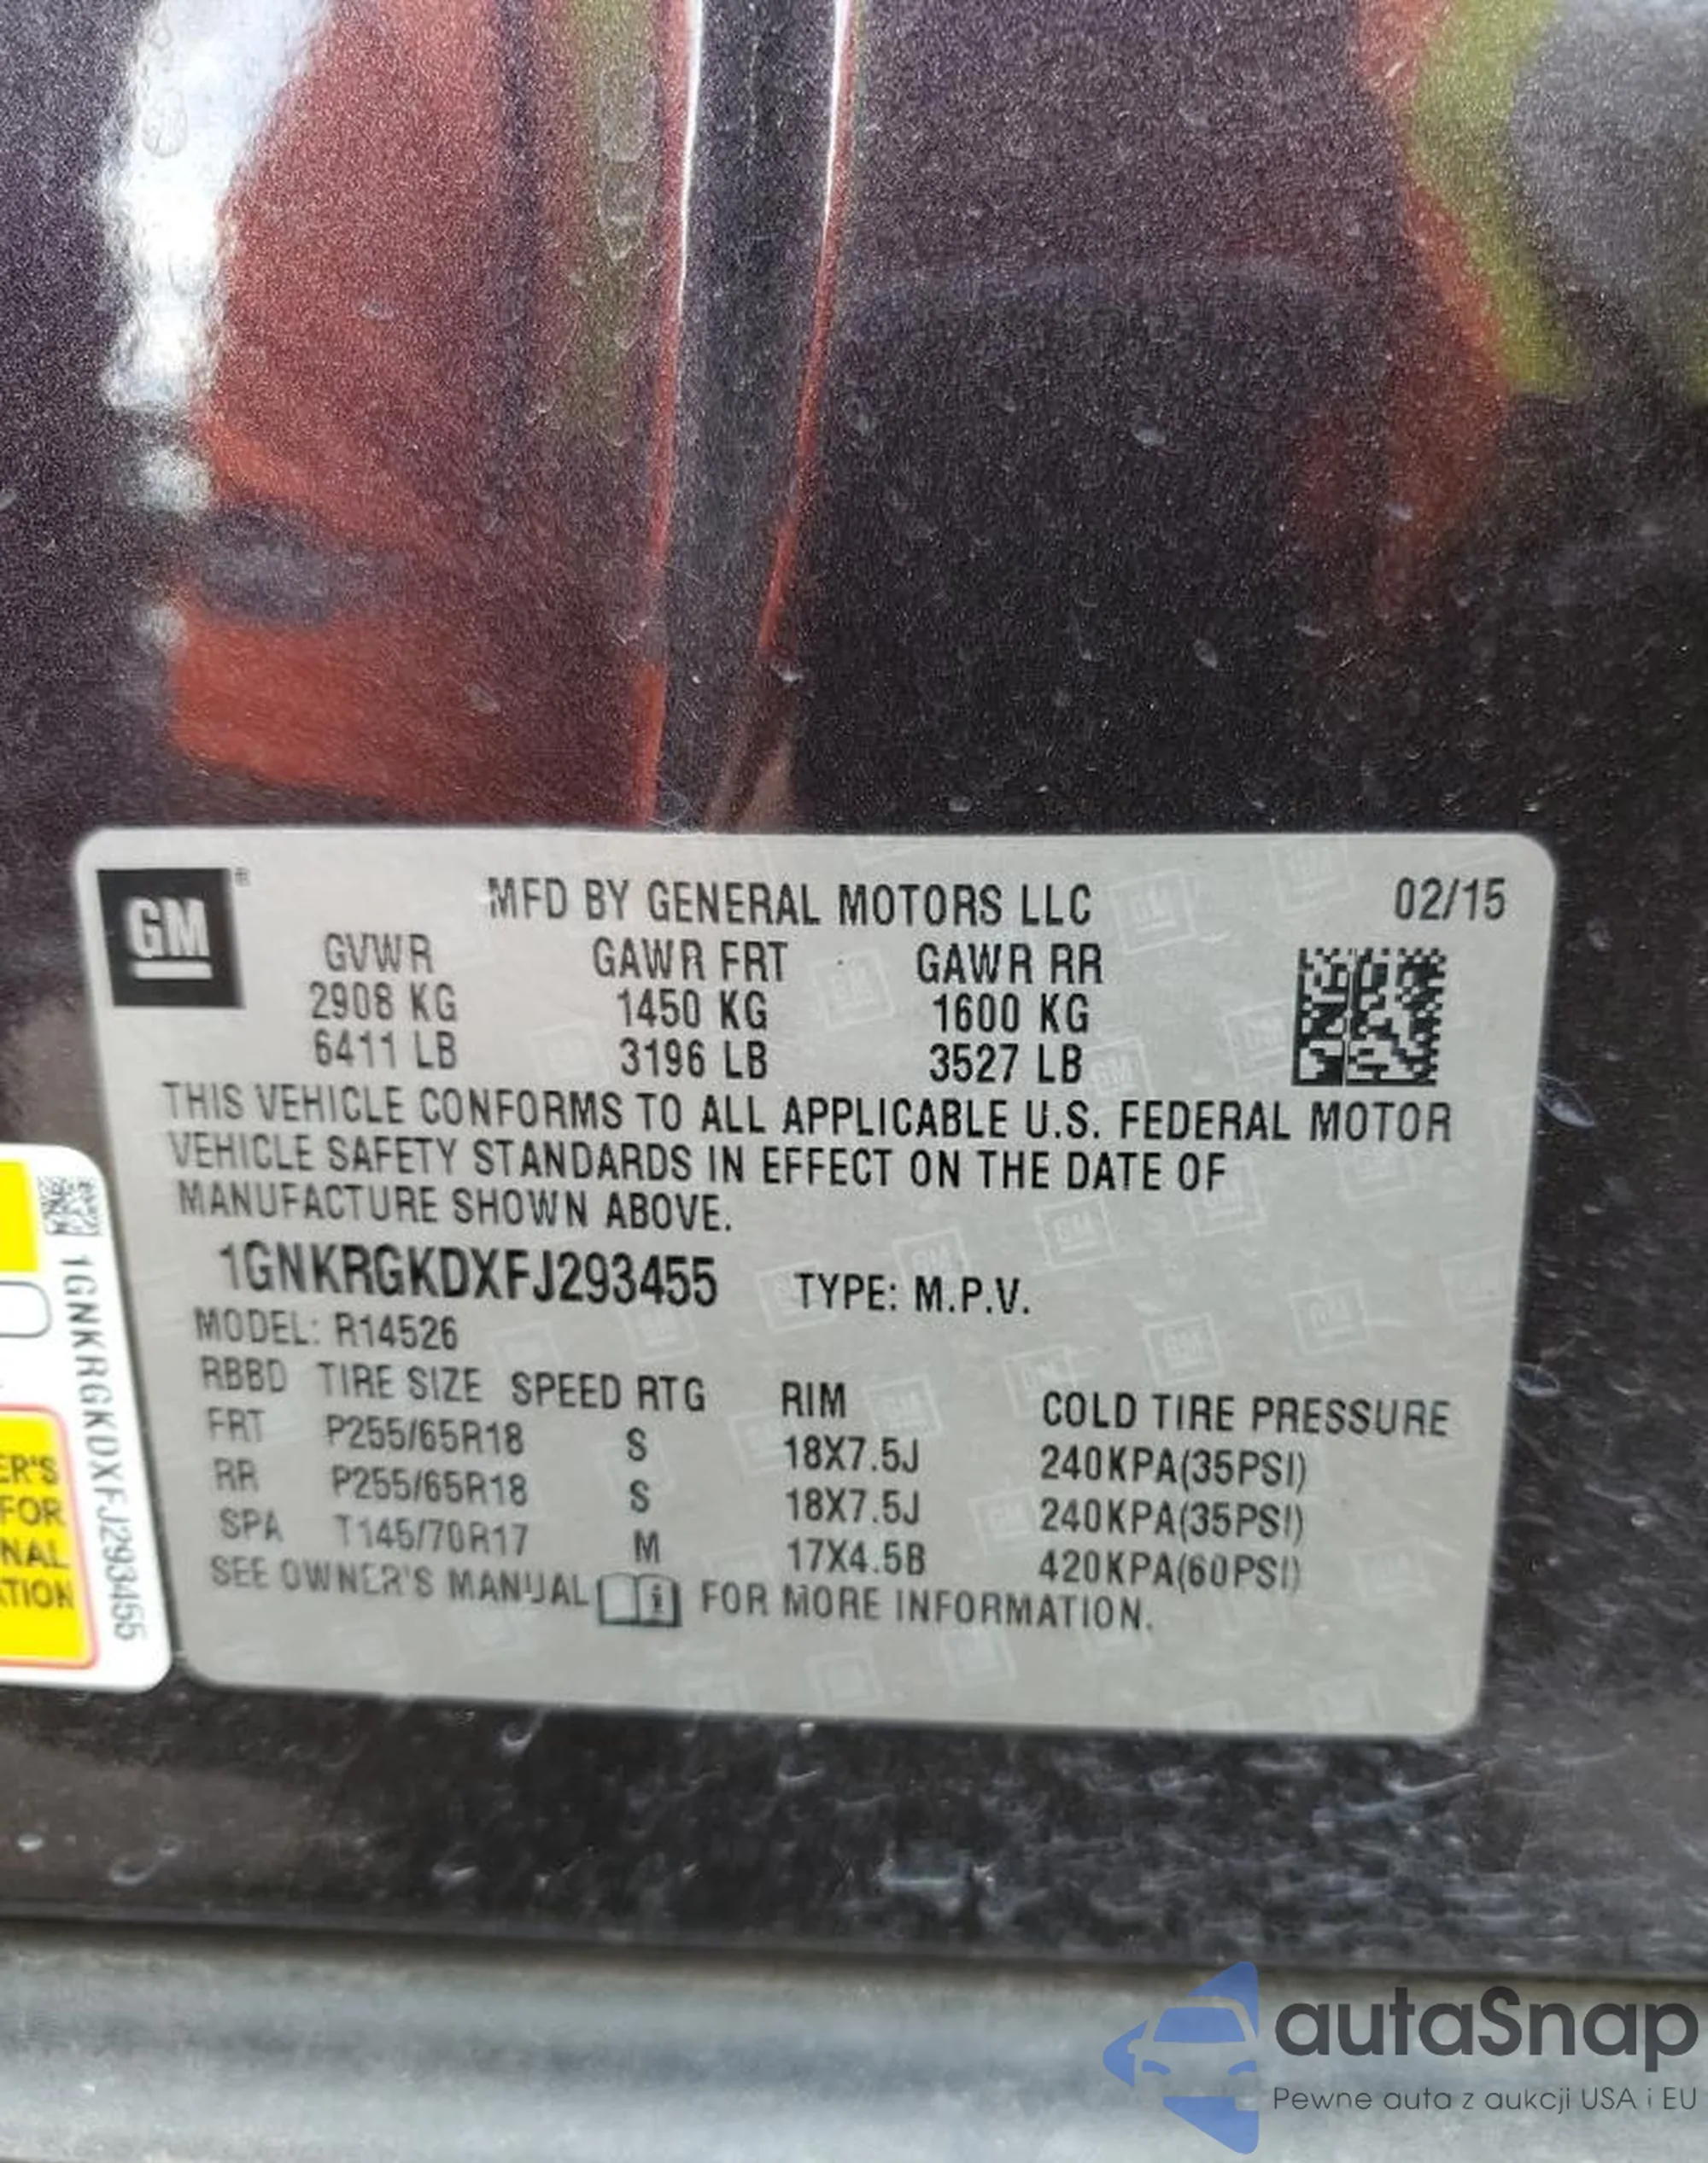 GM
MFD BY GENERAL MOTORS LLC 02/15
GVWR GAWR FRT GAWR RR
2908 KG 1450 KG 1600 KG
6411 LB 3196 LB 3527 LB
THIS VEHICLE CONFORMS TO ALL APPLICABLE U.S. FEDERAL MOTOR
VEHICLE SAFETY STANDARDS IN EFFECT ON THE DATE OF
MANUFACTURE SHOWN ABOVE.
1GNKRGKDXFJ293455 TYPE: M.P.V.
MODEL: R14526
RBBD TIRE SIZE SPEED RTG RIM COLD TIRE PRESSURE
FRT P255/65R18 S 18X7.5J 240KPA(35PSI)
RR P255/65R18 S 18X7.5J 240KPA(35PSI)
SPA T145/70R17 M 17X4.5B 420KPA(60PSI)
SEE OWNER'S MANUAL FOR MORE INFORMATION.
1GNKRGKDXFJ293455
ER'S
FOR
NAL
TION
autaSnap
Pewne auta z aukcji USA i EU